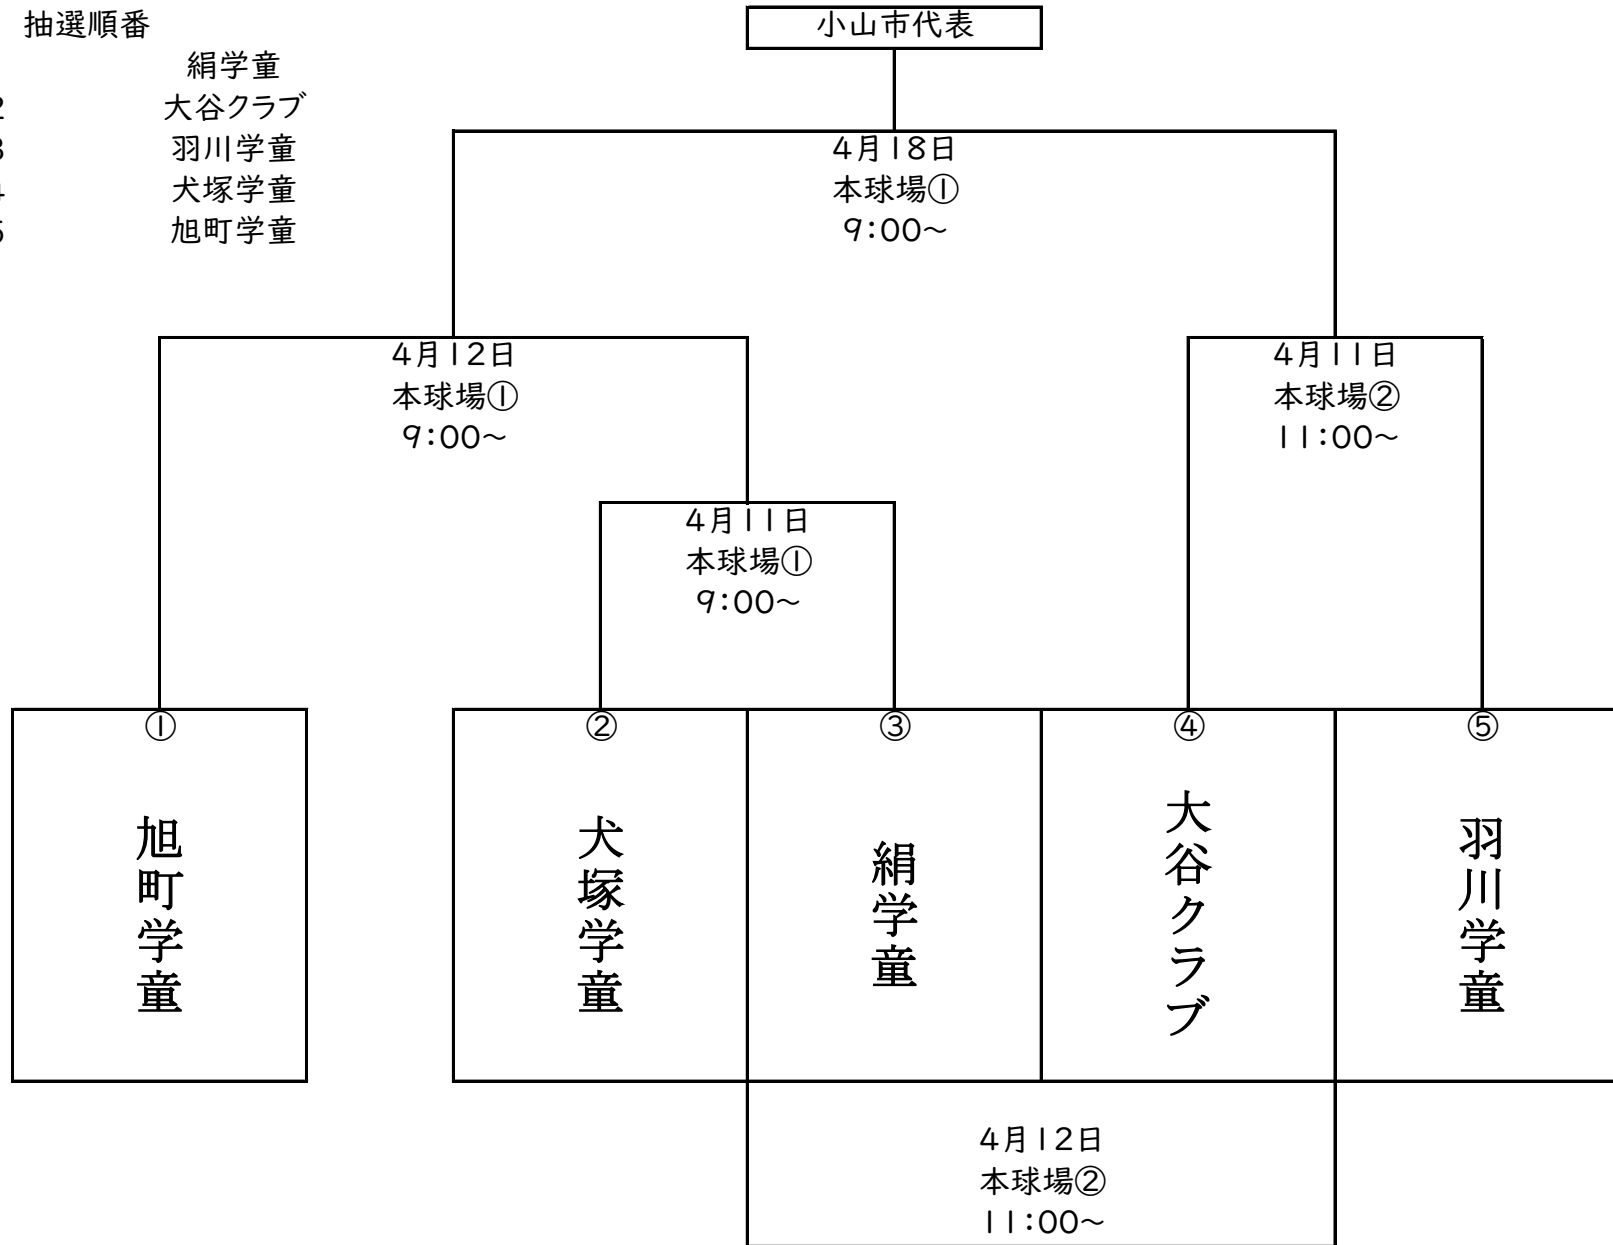 抽選順番
小山市代表
絹学童
2 大谷クラブ
3 羽川学童
4 犬塚学童
5 旭町学童
4月18日
本球場①
9:00~
4月12日
本球場①
9:00~
4月11日
本球場②
11:00~
4月11日
本球場①
9:00~
①
旭町学童
②
犬塚学童
③
絹学童
④
大谷クラブ
⑤
羽川学童
4月12日
本球場②
11:00~